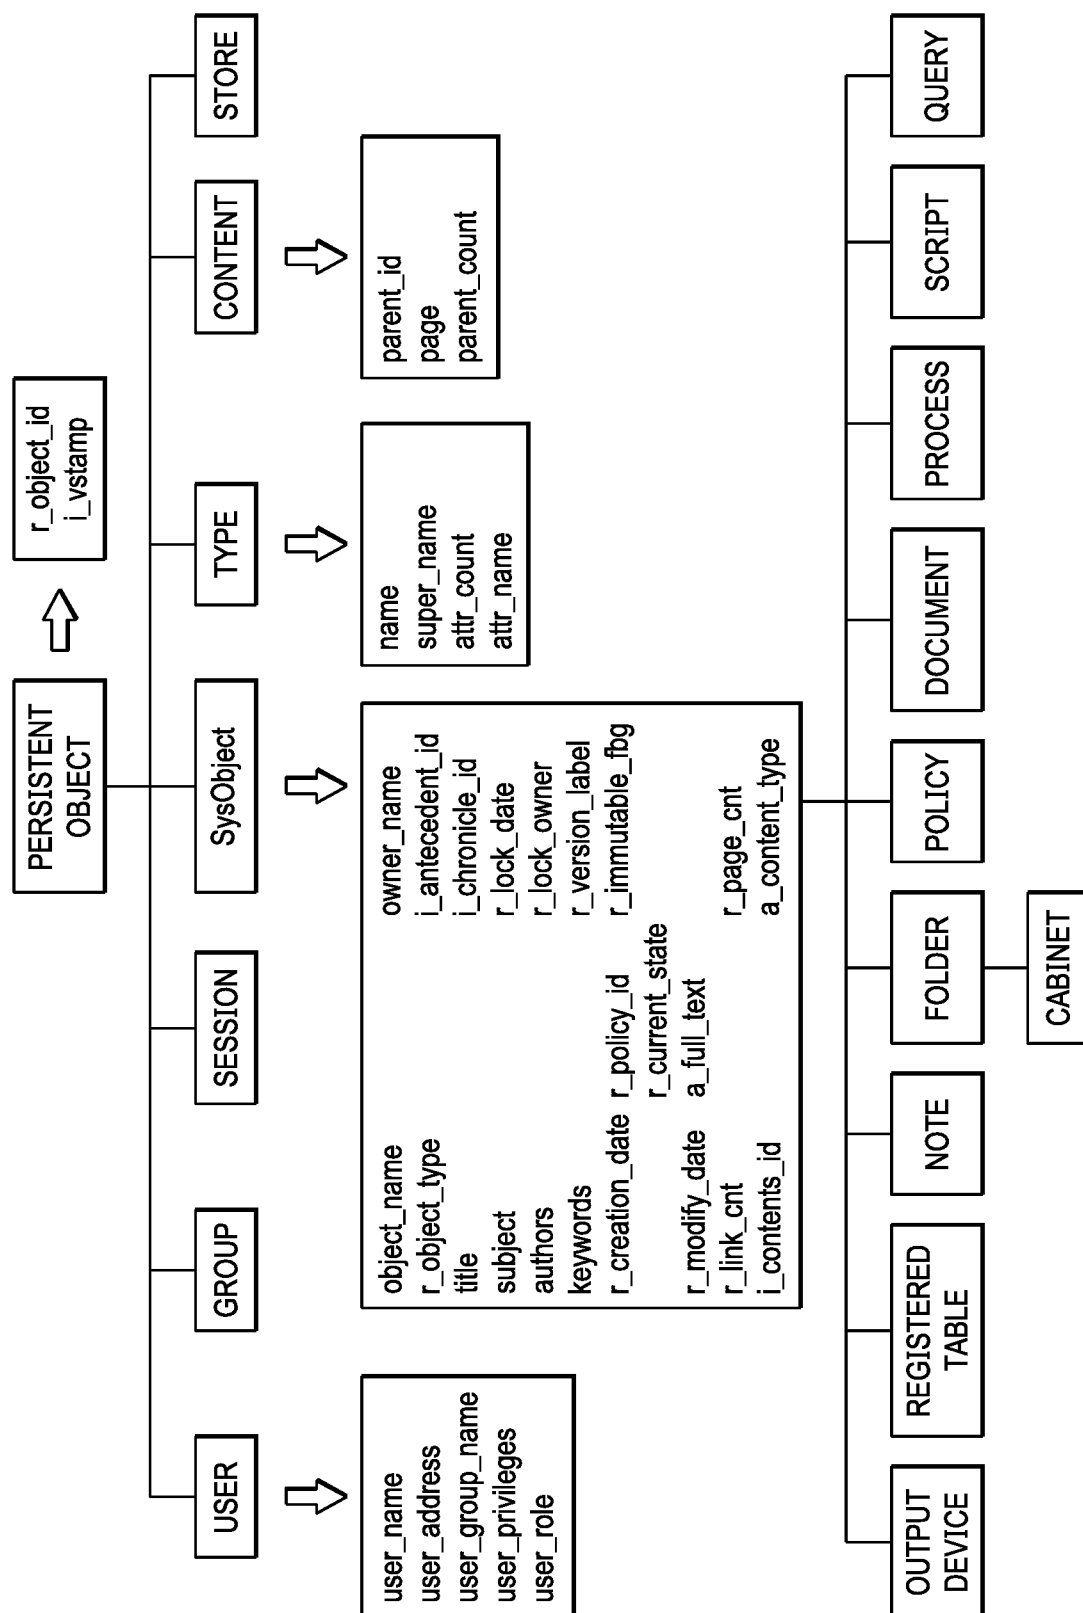 PERSISTENT
OBJECT
r_object_id
i_vstamp
USER
GROUP
SESSION
SysObject
TYPE
CONTENT
STORE
user_name
user_address
user_group_name
user_privileges
user_role
object_name
r_object_type
title
subject
authors
keywords
r_creation_date
r_modify_date
r_link_cnt
i_contents_id
r_policy_id
r_current_state
a_full_text
owner_name
i_antecedent_id
i_chronicle_id
r_lock_date
r_lock_owner
r_version_label
r_immutable_fbg
r_page_cnt
a_content_type
name
super_name
attr_count
attr_name
parent_id
page
parent_count
OUTPUT
DEVICE
REGISTERED
TABLE
NOTE
FOLDER
POLICY
DOCUMENT
PROCESS
SCRIPT
QUERY
CABINET